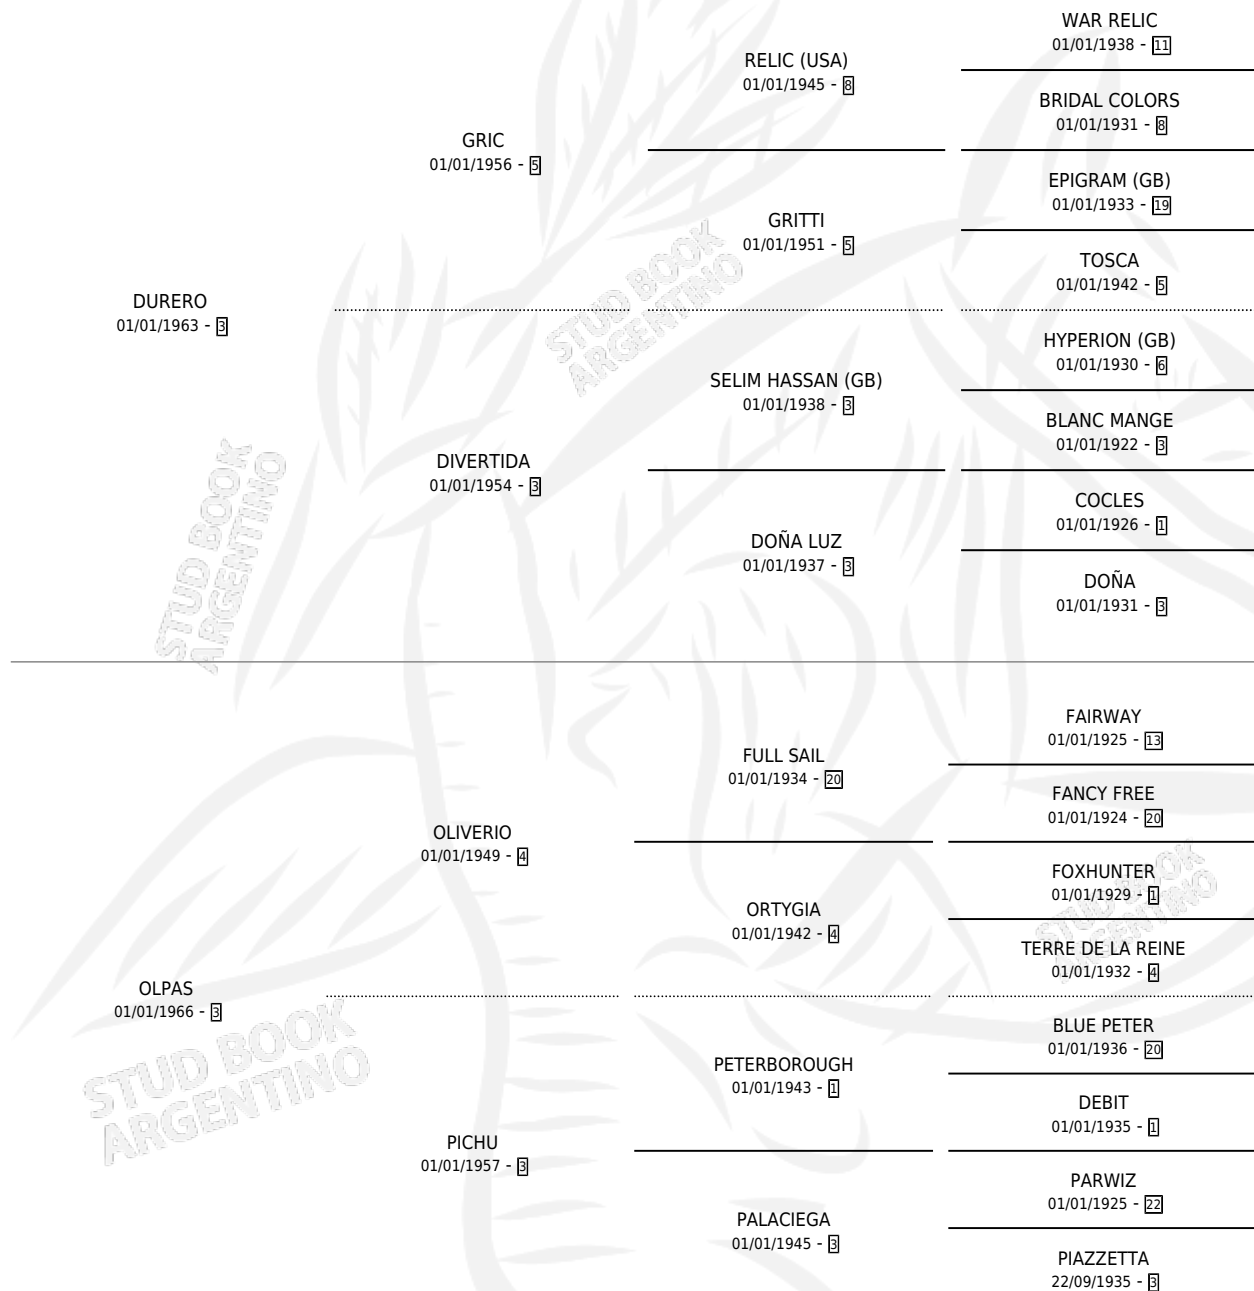 WAR RELIC
01/01/1938 - 11
RELIC (USA)
01/01/1945 - 8
BRIDAL COLORS
01/01/1931 - 8
GRIC
01/01/1956 - 5
EPIGRAM (GB)
01/01/1933 - 19
GRITTI
01/01/1951 - 5
TOSCA
01/01/1942 - 5
DURERO
01/01/1963 - 3
HYPERION (GB)
01/01/1930 - 6
SELIM HASSAN (GB)
01/01/1938 - 3
BLANC MANGE
01/01/1922 - 3
DIVERTIDA
01/01/1954 - 3
COCLES
01/01/1926 - 1
DOÑA LUZ
01/01/1937 - 3
DOÑA
01/01/1931 - 3
STUD BOOK
ARGENTINO
STUD BOOK
ARGENTINO
FAIRWAY
01/01/1925 - 13
FULL SAIL
01/01/1934 - 20
FANCY FREE
01/01/1924 - 20
OLIVERIO
01/01/1949 - 4
FOXHUNTER
01/01/1929 - 1
ORTYGIA
01/01/1942 - 4
TERRE DE LA REINE
01/01/1932 - 4
STUD BOOK
ARGENTINO
OLPAS
01/01/1966 - 3
BLUE PETER
01/01/1936 - 20
PETERBOROUGH
01/01/1943 - 1
DEBIT
01/01/1935 - 1
STUD BOOK
ARGENTINO
PICHU
01/01/1957 - 3
PARWIZ
01/01/1925 - 22
PALACIEGA
01/01/1945 - 3
PIAZZETTA
22/09/1935 - 3